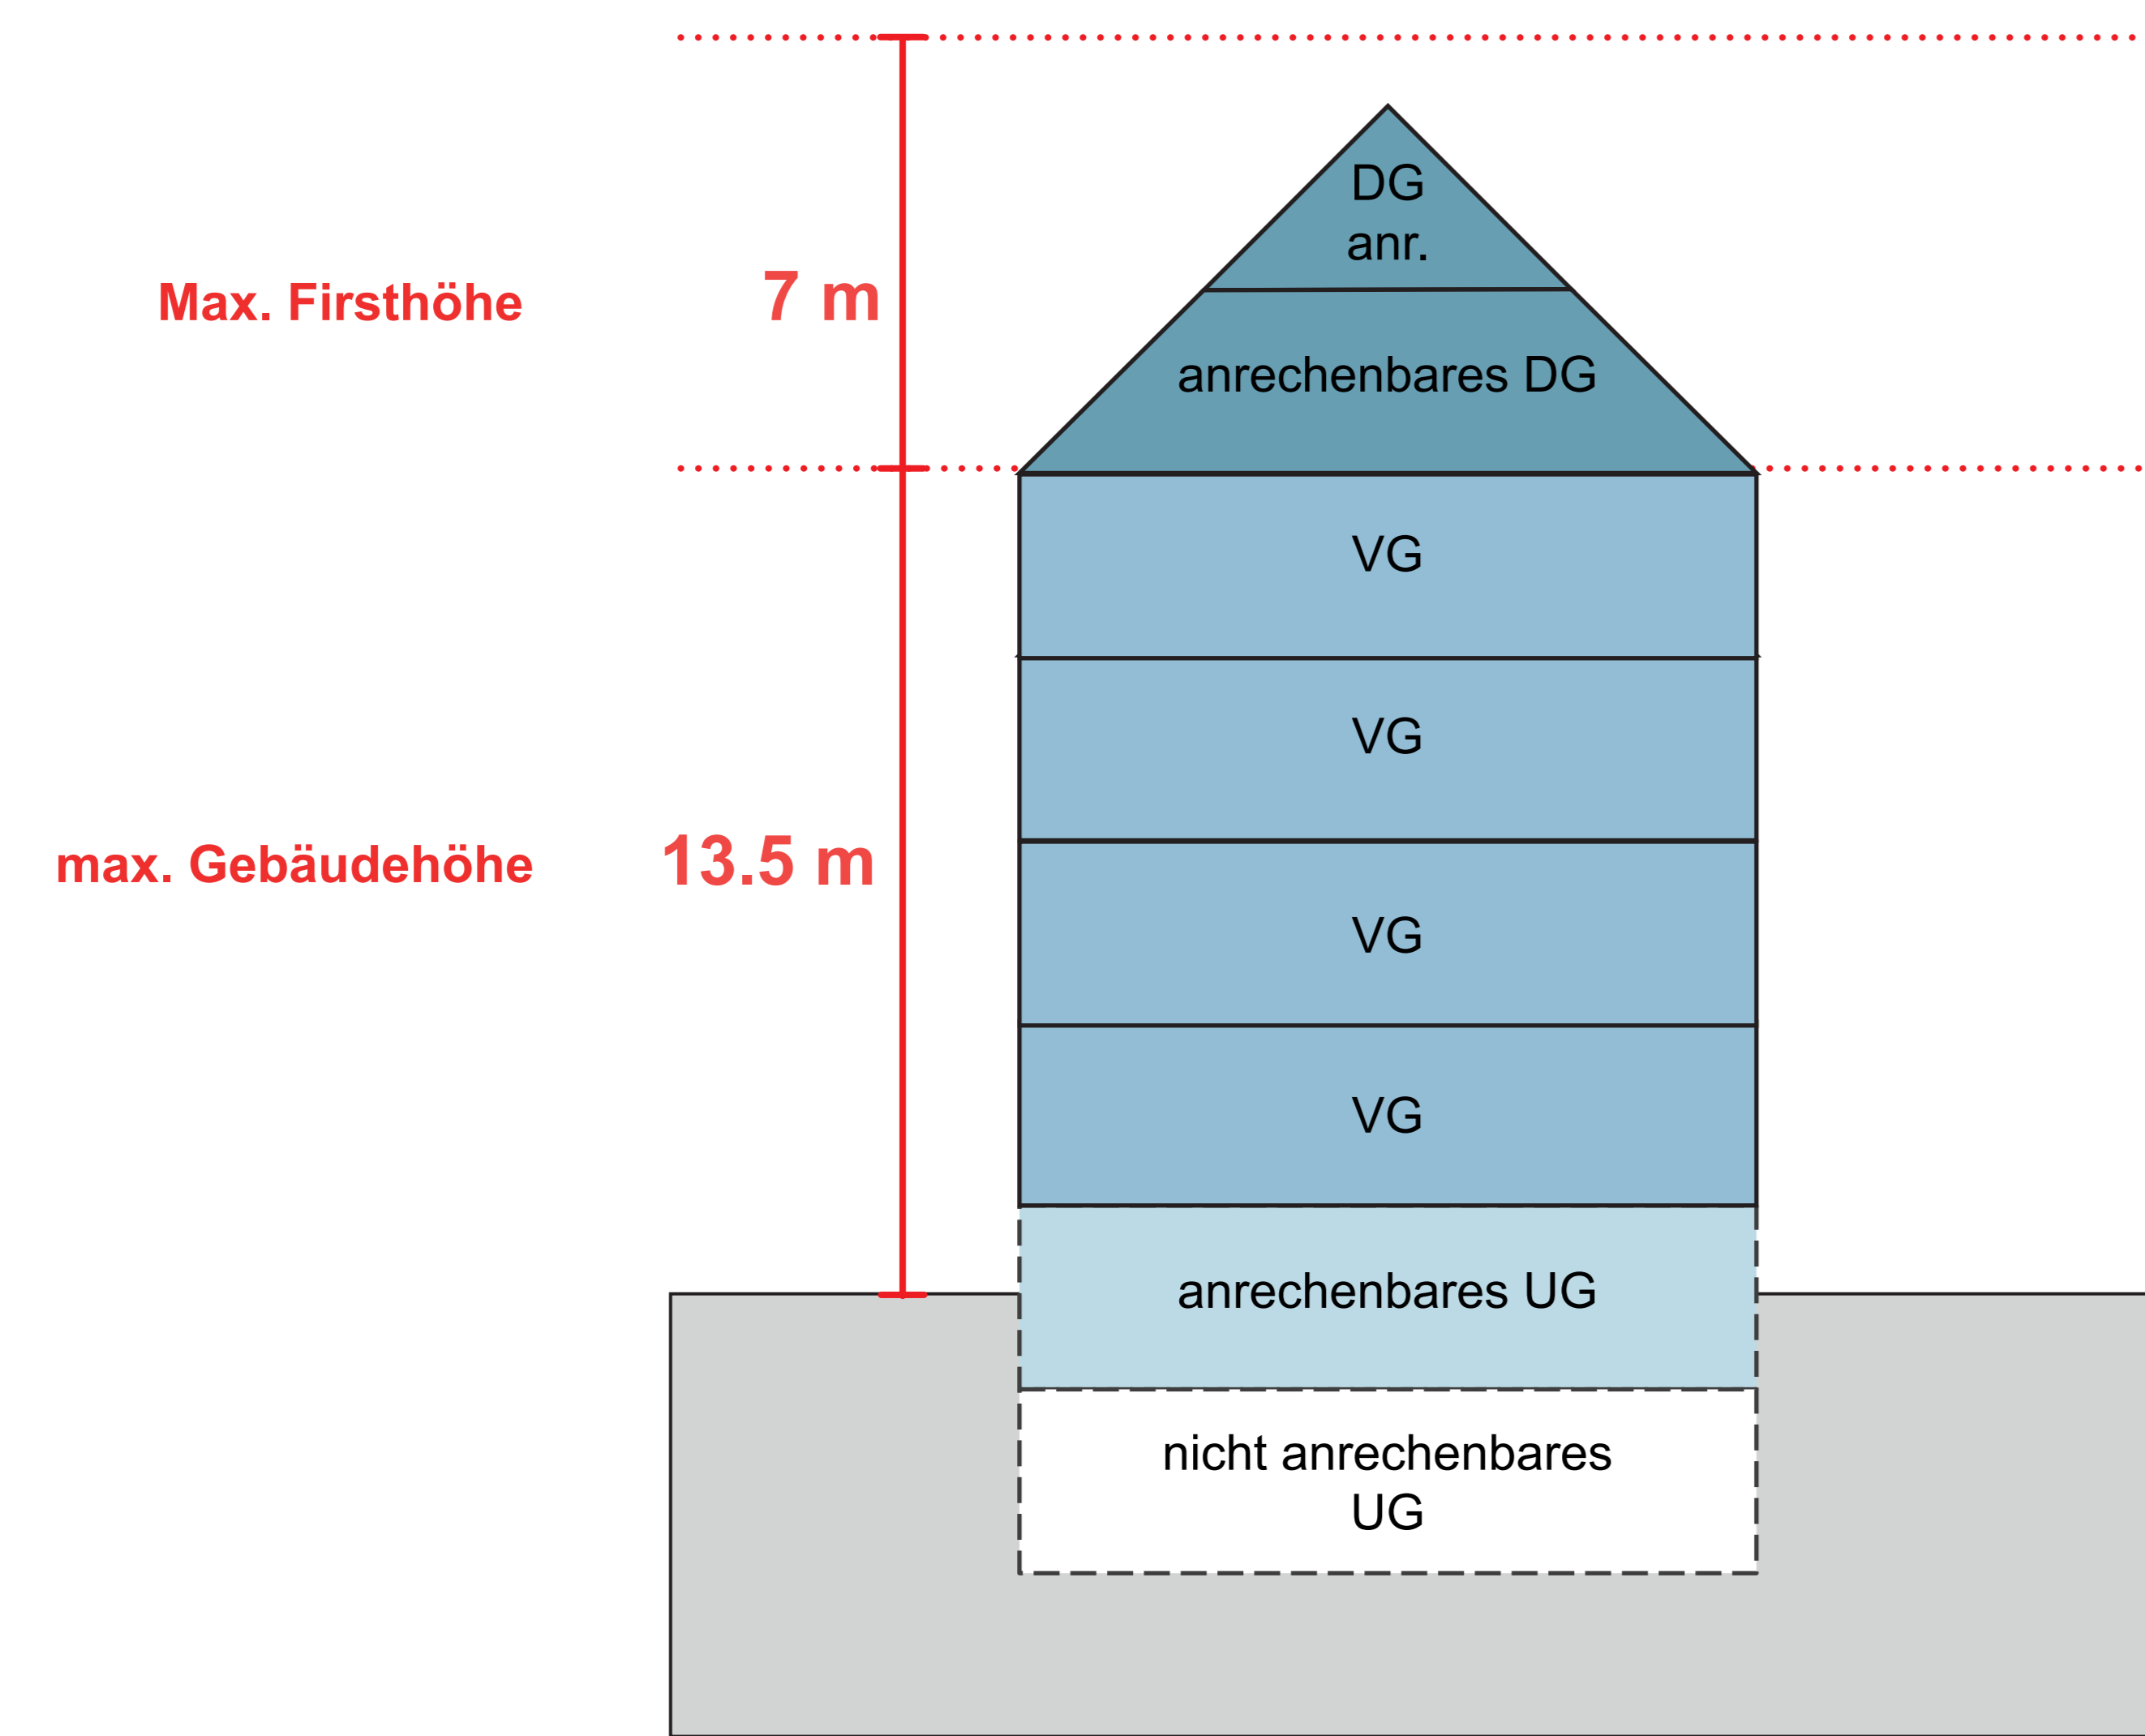 DG
anr.
Max. Firsthöhe 7 m
anrechenbares DG
VG
VG
max. Gebäudehöhe 13.5 m
VG
VG
anrechenbares UG
nicht anrechenbares
UG